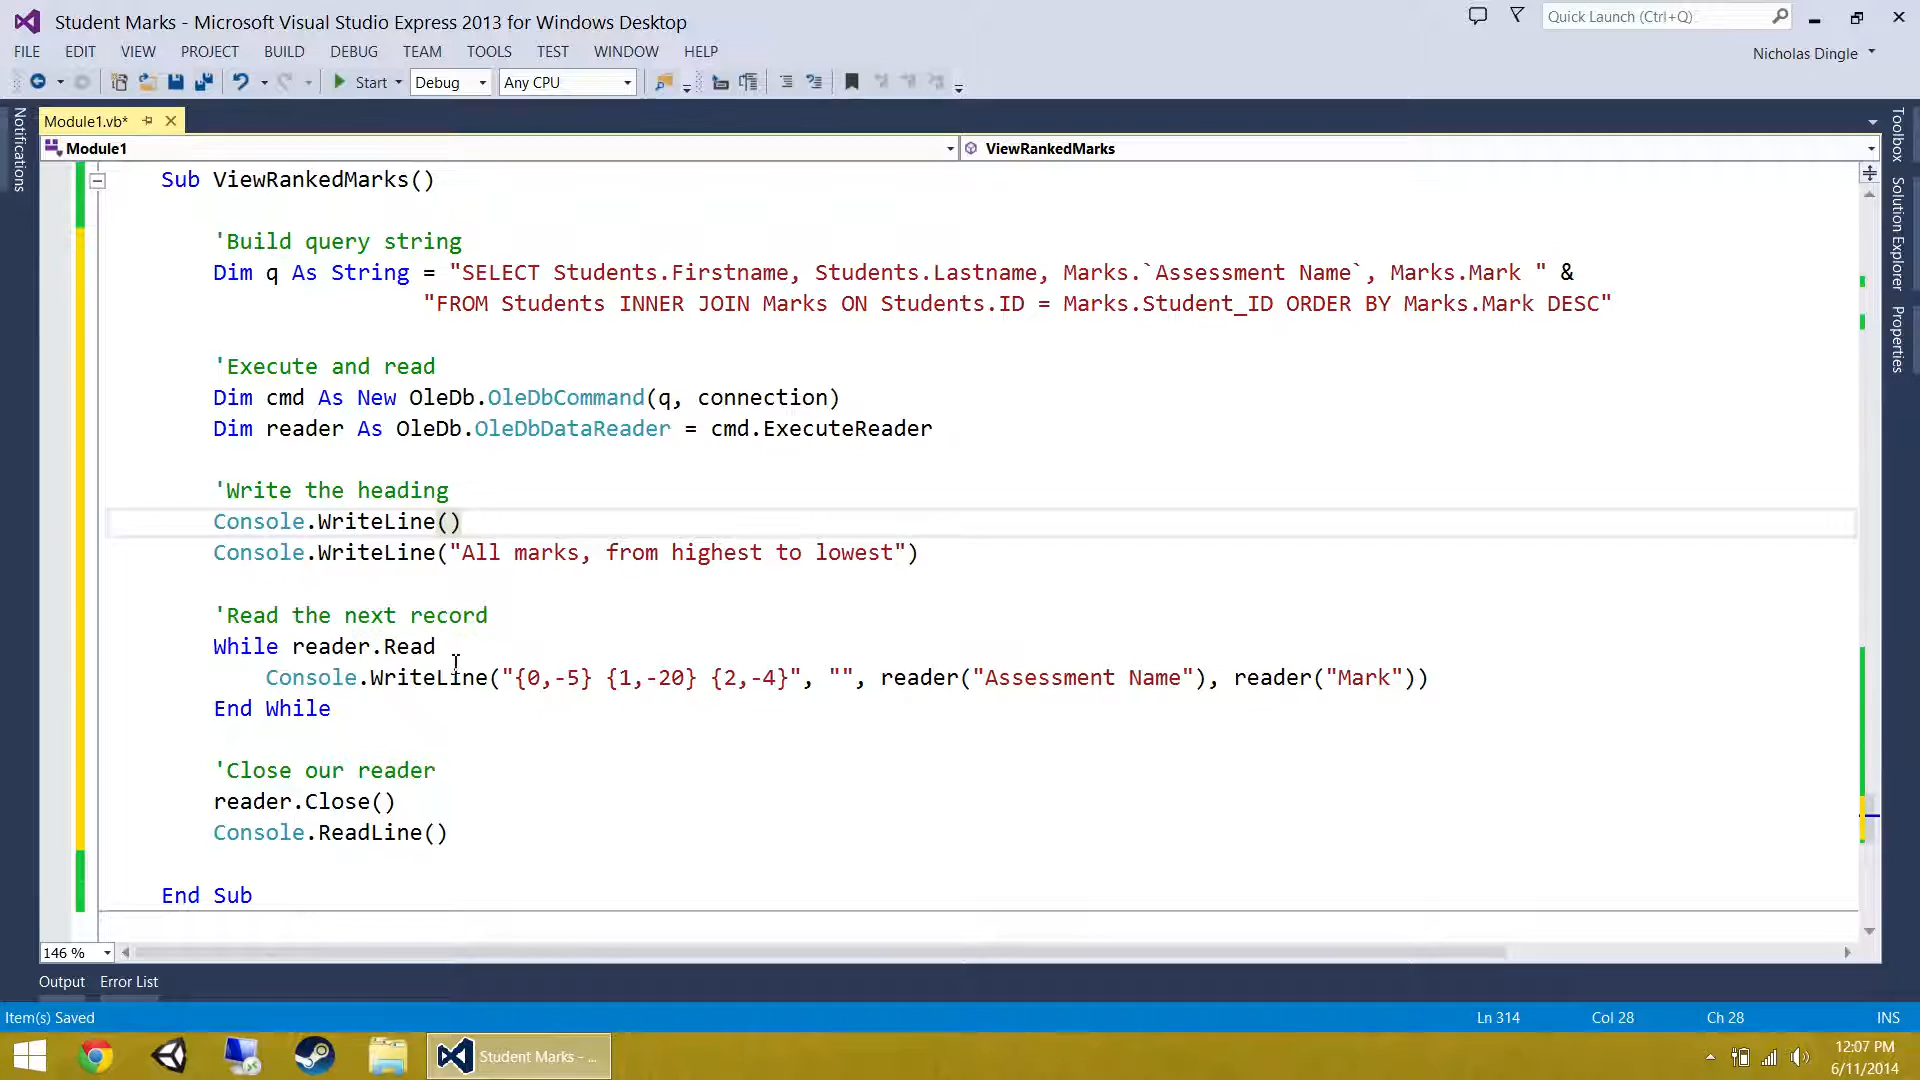 Student Marks - Microsoft Visual Studio Express 2013 for Windows Desktop
Quick Launch (Ctrl+Q)
FILE EDIT VIEW PROJECT BUILD DEBUG TEAM TOOLS TEST WINDOW HELP
Nicholas Dingle
Start Debug Any CPU
Module1.vb*
Module1
ViewRankedMarks
Notifications
Toolbox
Solution Explorer
Properties
Sub ViewRankedMarks()
'Build query string
Dim q As String = "SELECT Students.Firstname, Students.Lastname, Marks.`Assessment Name`, Marks.Mark " &
"FROM Students INNER JOIN Marks ON Students.ID = Marks.Student_ID ORDER BY Marks.Mark DESC"
'Execute and read
Dim cmd As New OleDb.OleDbCommand(q, connection)
Dim reader As OleDb.OleDbDataReader = cmd.ExecuteReader
'Write the heading
Console.WriteLine()
Console.WriteLine("All marks, from highest to lowest")
'Read the next record
While reader.Read
Console.WriteLine("{0,-5} {1,-20} {2,-4}", "", reader("Assessment Name"), reader("Mark"))
End While
'Close our reader
reader.Close()
Console.ReadLine()
End Sub
146 %
Output Error List
Item(s) Saved
Ln 314 Col 28 Ch 28 INS
Student Marks - ...
12:07 PM
6/11/2014